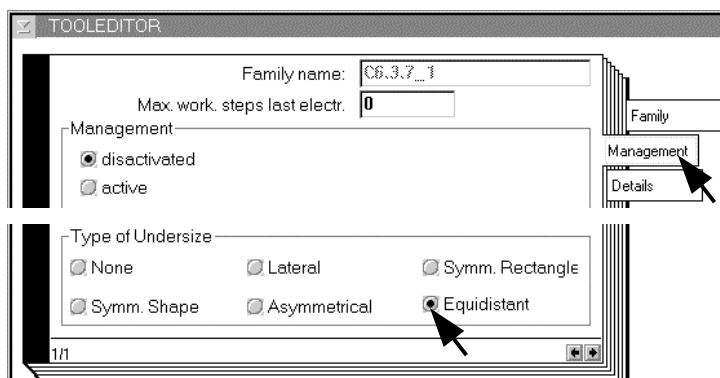 TOOLEDITOR
Family name: C6.3.7_1
Max. work. steps last electr. 0
Family
Management
disactivated
Management
active
Details
Type of Undersize
None Lateral Symm. Rectangle
Symm. Shape Asymmetrical Equidistant
1/1